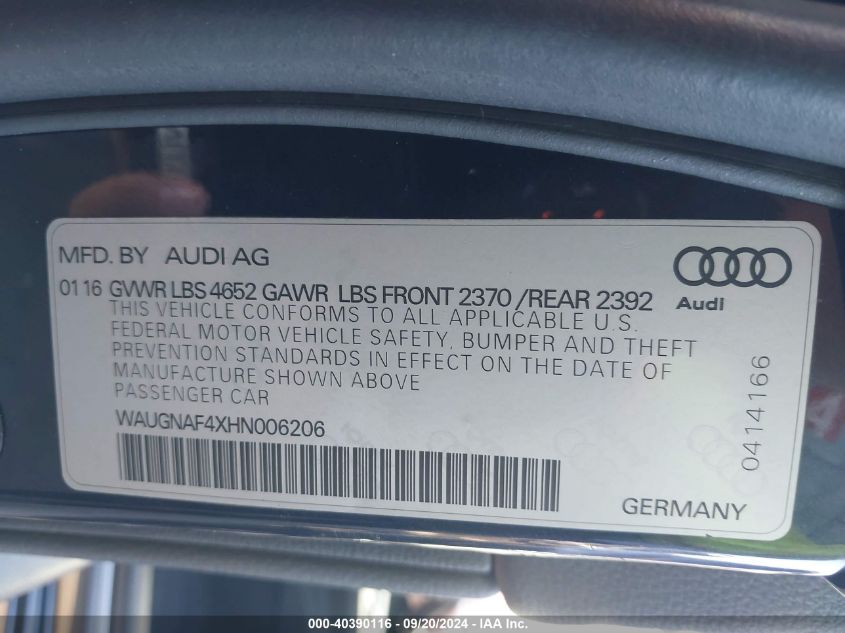 MFD. BY AUDI AG
01 16 GVWR LBS 4652 GAWR LBS FRONT 2370 /REAR 2392
Audi
THIS VEHICLE CONFORMS TO ALL APPLICABLE U.S.
FEDERAL MOTOR VEHICLE SAFETY, BUMPER AND THEFT
PREVENTION STANDARDS IN EFFECT ON THE DATE OF
MANUFACTURE SHOWN ABOVE
PASSENGER CAR
WAUGNAF4XHN006206
0414166
GERMANY
000-40390116 - 09/20/2024 - IAA Inc.